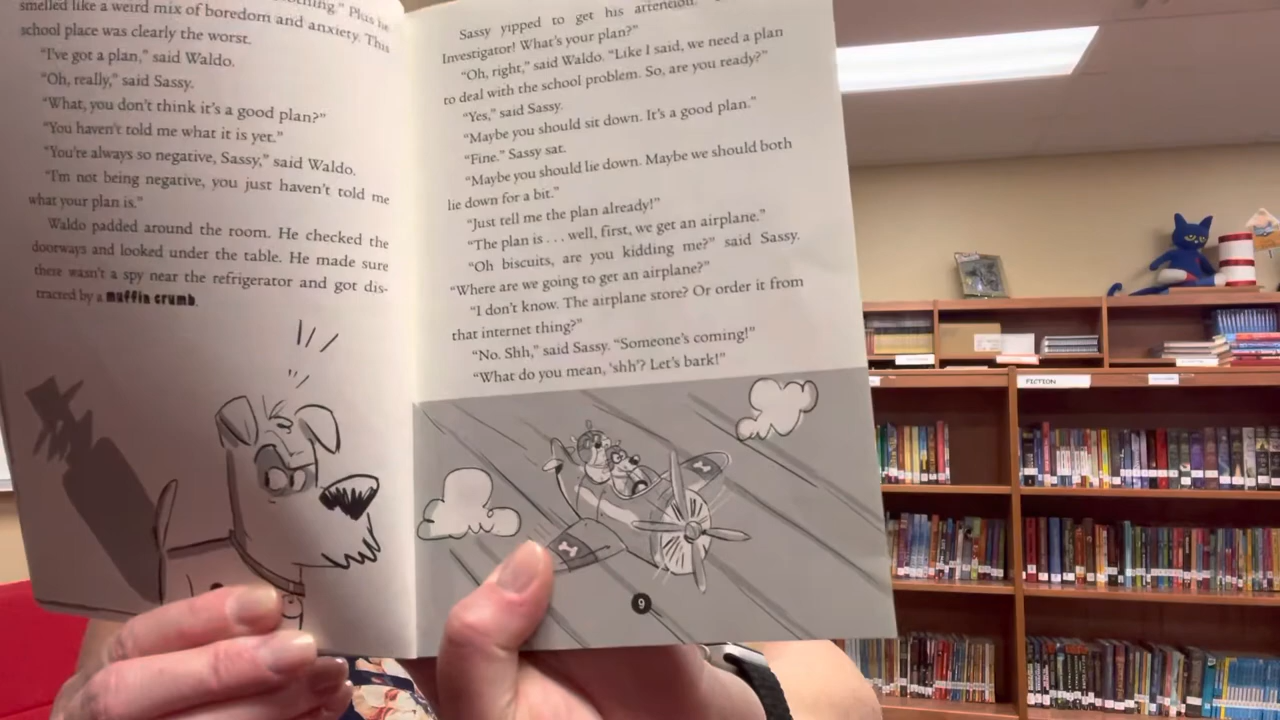 nothing." Plus he
smelled like a weird mix of boredom and anxiety. This
school place was clearly the worst.
"I've got a plan," said Waldo.
"Oh, really," said Sassy.
"What, you don't think it's a good plan?"
"You haven't told me what it is yet."
"You're always so negative, Sassy," said Waldo.
"I'm not being negative, you just haven't told me
what your plan is."
Waldo padded around the room. He checked the
doorways and looked under the table. He made sure
there wasn't a spy near the refrigerator and got dis-
tracted by a muffin crumb.
Sassy yipped to get his attention.
Investigator! What's your plan?"
"Oh, right," said Waldo. "Like I said, we need a plan
to deal with the school problem. So, are you ready?"
"Yes," said Sassy.
"Maybe you should sit down. It's a good plan."
"Fine." Sassy sat.
"Maybe you should lie down. Maybe we should both
lie down for a bit."
"Just tell me the plan already!"
"The plan is . . . well, first, we get an airplane."
"Oh biscuits, are you kidding me?" said Sassy.
"Where are we going to get an airplane?"
"I don't know. The airplane store? Or order it from
that internet thing?"
"No. Shh," said Sassy. "Someone's coming!"
"What do you mean, 'shh'? Let's bark!"
9
FICTION